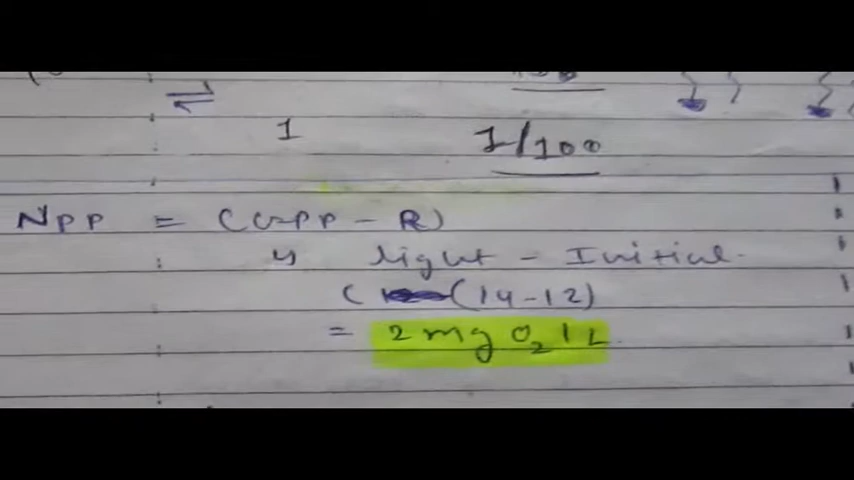 1 1/100
NPP = (GPP - R)
↳ light - Initial
( (14-12)
= 2 mg O2 / L